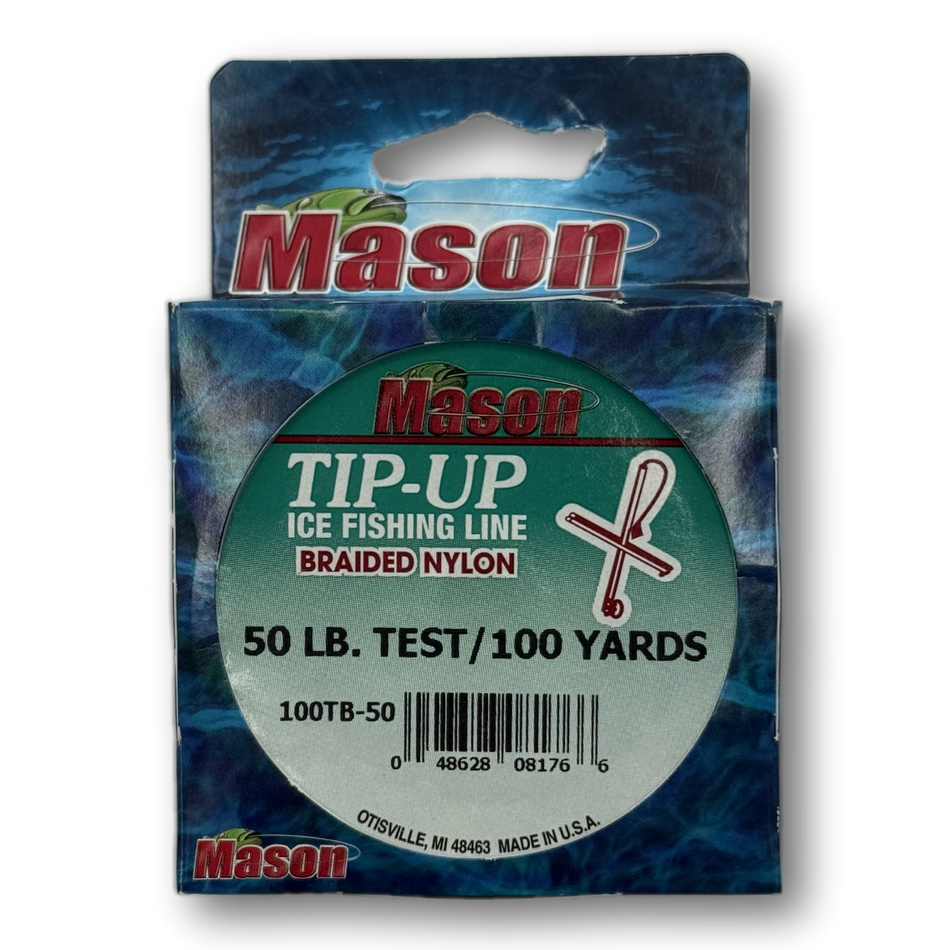 Mason
Mason
TIP-UP
ICE FISHING LINE
BRAIDED NYLON
50 LB. TEST/100 YARDS
100TB-50
0 48628 08176 6
OTISVILLE, MI 48463 MADE IN U.S.A.
Mason